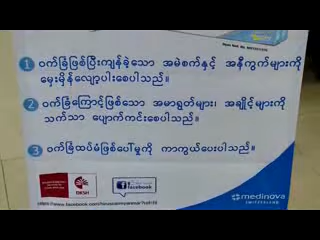 1 ဝက်ခြံဖြစ်ပြီးကျန်ခဲ့သော အမဲစက်နှင့် အနီကွက်များကို
မှေးမှိန်လျော့ပါးစေပါသည်။
2 ဝက်ခြံကြောင့်ဖြစ်သော အမာရွတ်များ၊ အချိုင့်များကို
သက်သာ ပျောက်ကင်းစေပါသည်။
3 ဝက်ခြံထပ်မံဖြစ်ပေါ်မှုကို ကာကွယ်ပေးပါသည်။
DKSH
facebook
medinova
SWITZERLAND